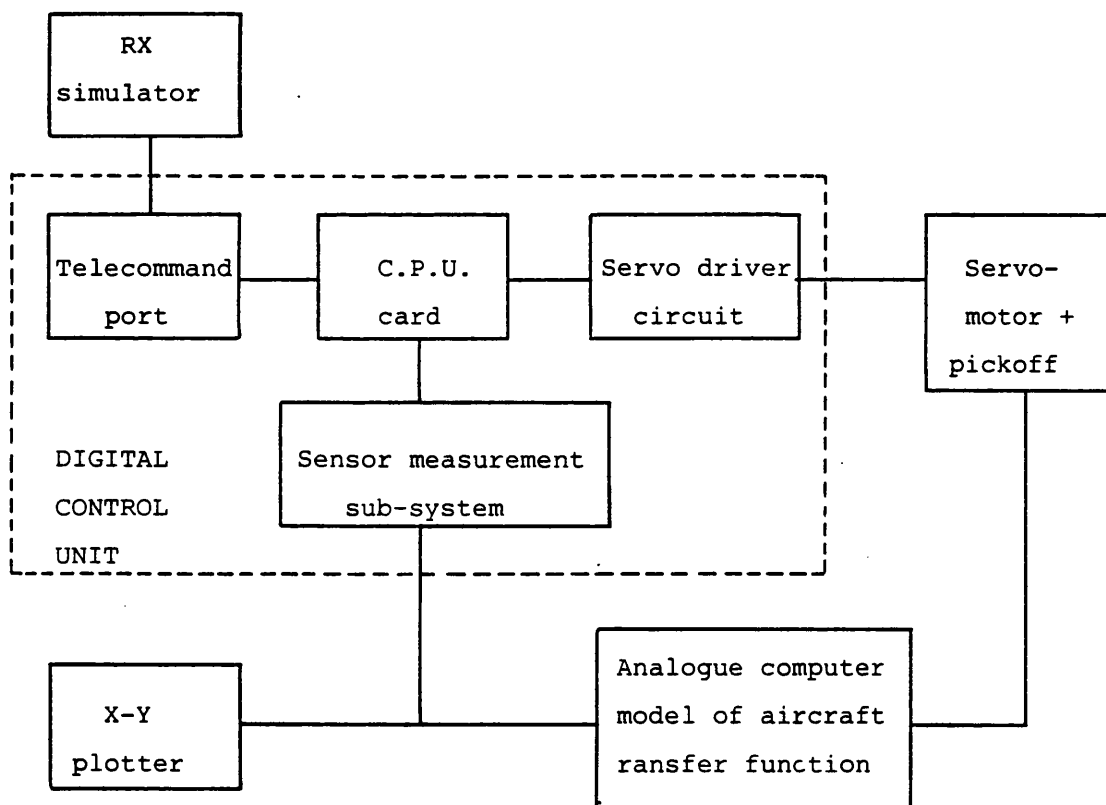 RX
simulator
Telecommand
port
C.P.U.
card
Servo driver
circuit
Servo-
motor +
pickoff
DIGITAL
CONTROL
UNIT
Sensor measurement
sub-system
X-Y
plotter
Analogue computer
model of aircraft
ransfer function